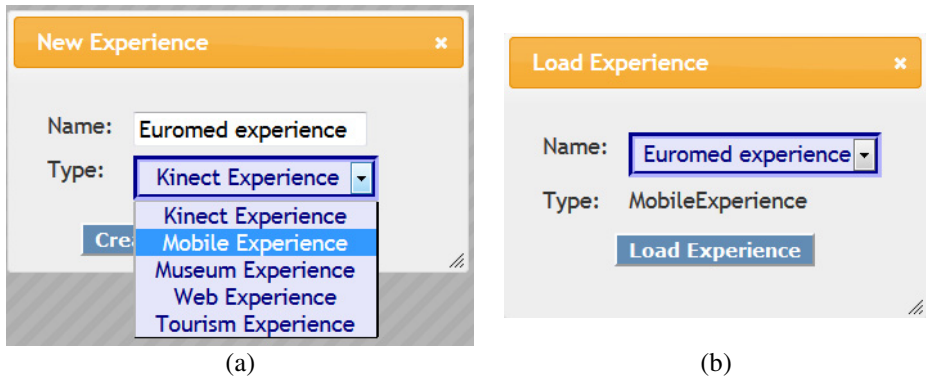 New Experience ×
Name: Euromed experience
Type: Kinect Experience
Kinect Experience
Mobile Experience
Museum Experience
Web Experience
Tourism Experience
(a)
Load Experience ×
Name: Euromed experience
Type: MobileExperience
Load Experience
(b)